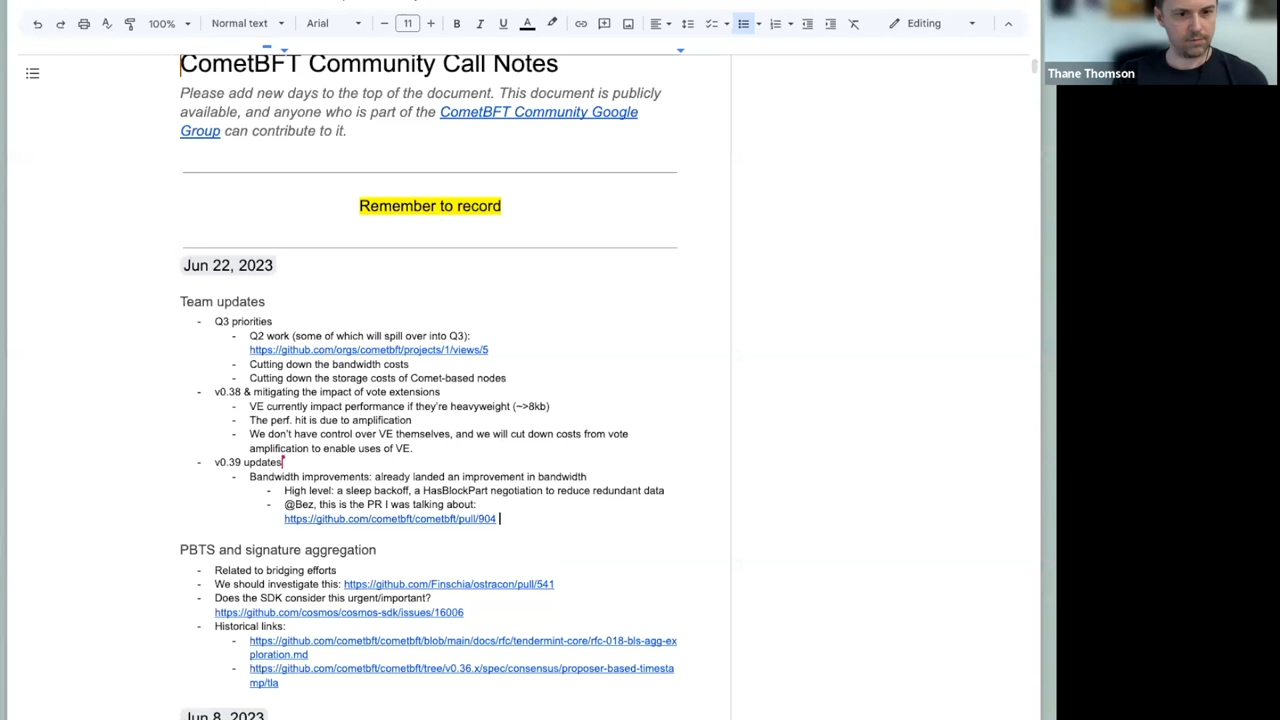 100%
Normal text
Arial
11
Editing
CometBFT Community Call Notes
Please add new days to the top of the document. This document is publicly
available, and anyone who is part of the CometBFT Community Google
Group can contribute to it.
Remember to record
Jun 22, 2023
Team updates
- Q3 priorities
- Q2 work (some of which will spill over into Q3):
https://github.com/orgs/cometbft/projects/1/views/5
- Cutting down the bandwidth costs
- Cutting down the storage costs of Comet-based nodes
- v0.38 & mitigating the impact of vote extensions
- VE currently impact performance if they're heavyweight (~>8kb)
- The perf. hit is due to amplification
- We don't have control over VE themselves, and we will cut down costs from vote
amplification to enable uses of VE.
- v0.39 updates
- Bandwidth improvements: already landed an improvement in bandwidth
- High level: a sleep backoff, a HasBlockPart negotiation to reduce redundant data
- @Bez, this is the PR I was talking about:
https://github.com/cometbft/cometbft/pull/904
PBTS and signature aggregation
- Related to bridging efforts
- We should investigate this: https://github.com/Finschia/ostracon/pull/541
- Does the SDK consider this urgent/important?
https://github.com/cosmos/cosmos-sdk/issues/16006
- Historical links:
- https://github.com/cometbft/cometbft/blob/main/docs/rfc/tendermint-core/rfc-018-bls-agg-ex
ploration.md
- https://github.com/cometbft/cometbft/tree/v0.36.x/spec/consensus/proposer-based-timesta
mp/tla
Jun 8, 2023
Thane Thomson